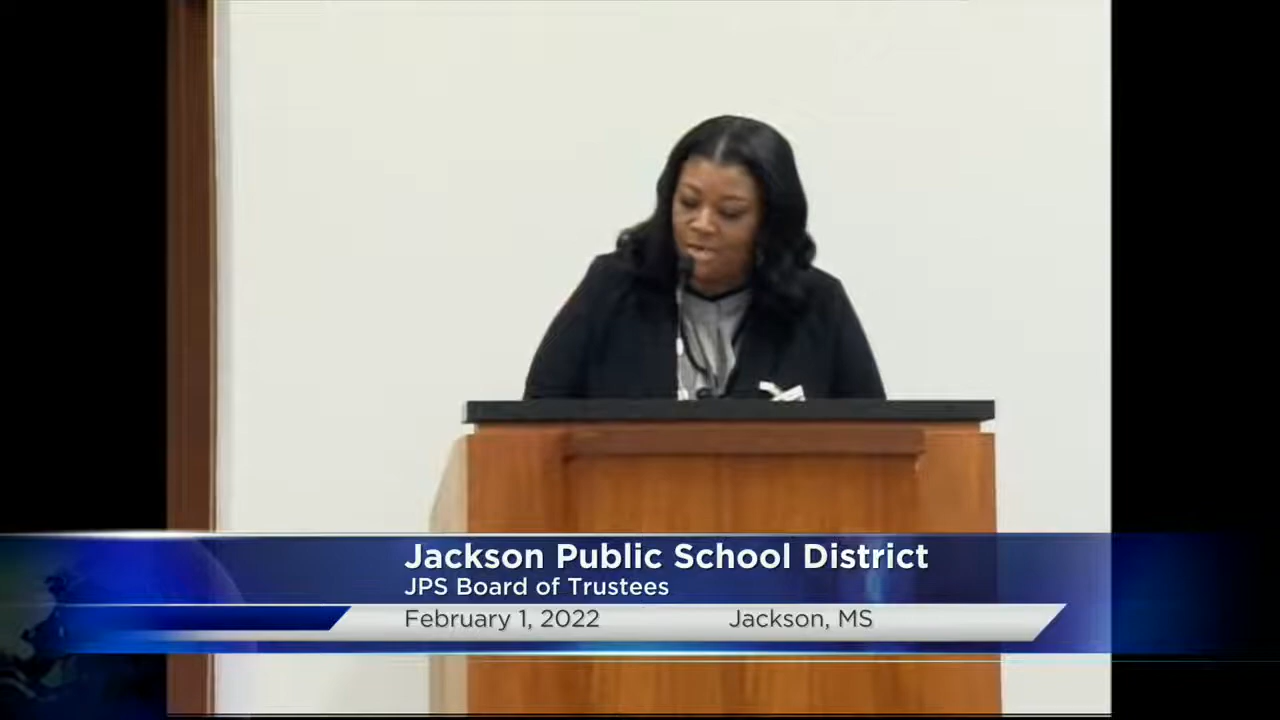 Jackson Public School District
JPS Board of Trustees
February 1, 2022 Jackson, MS